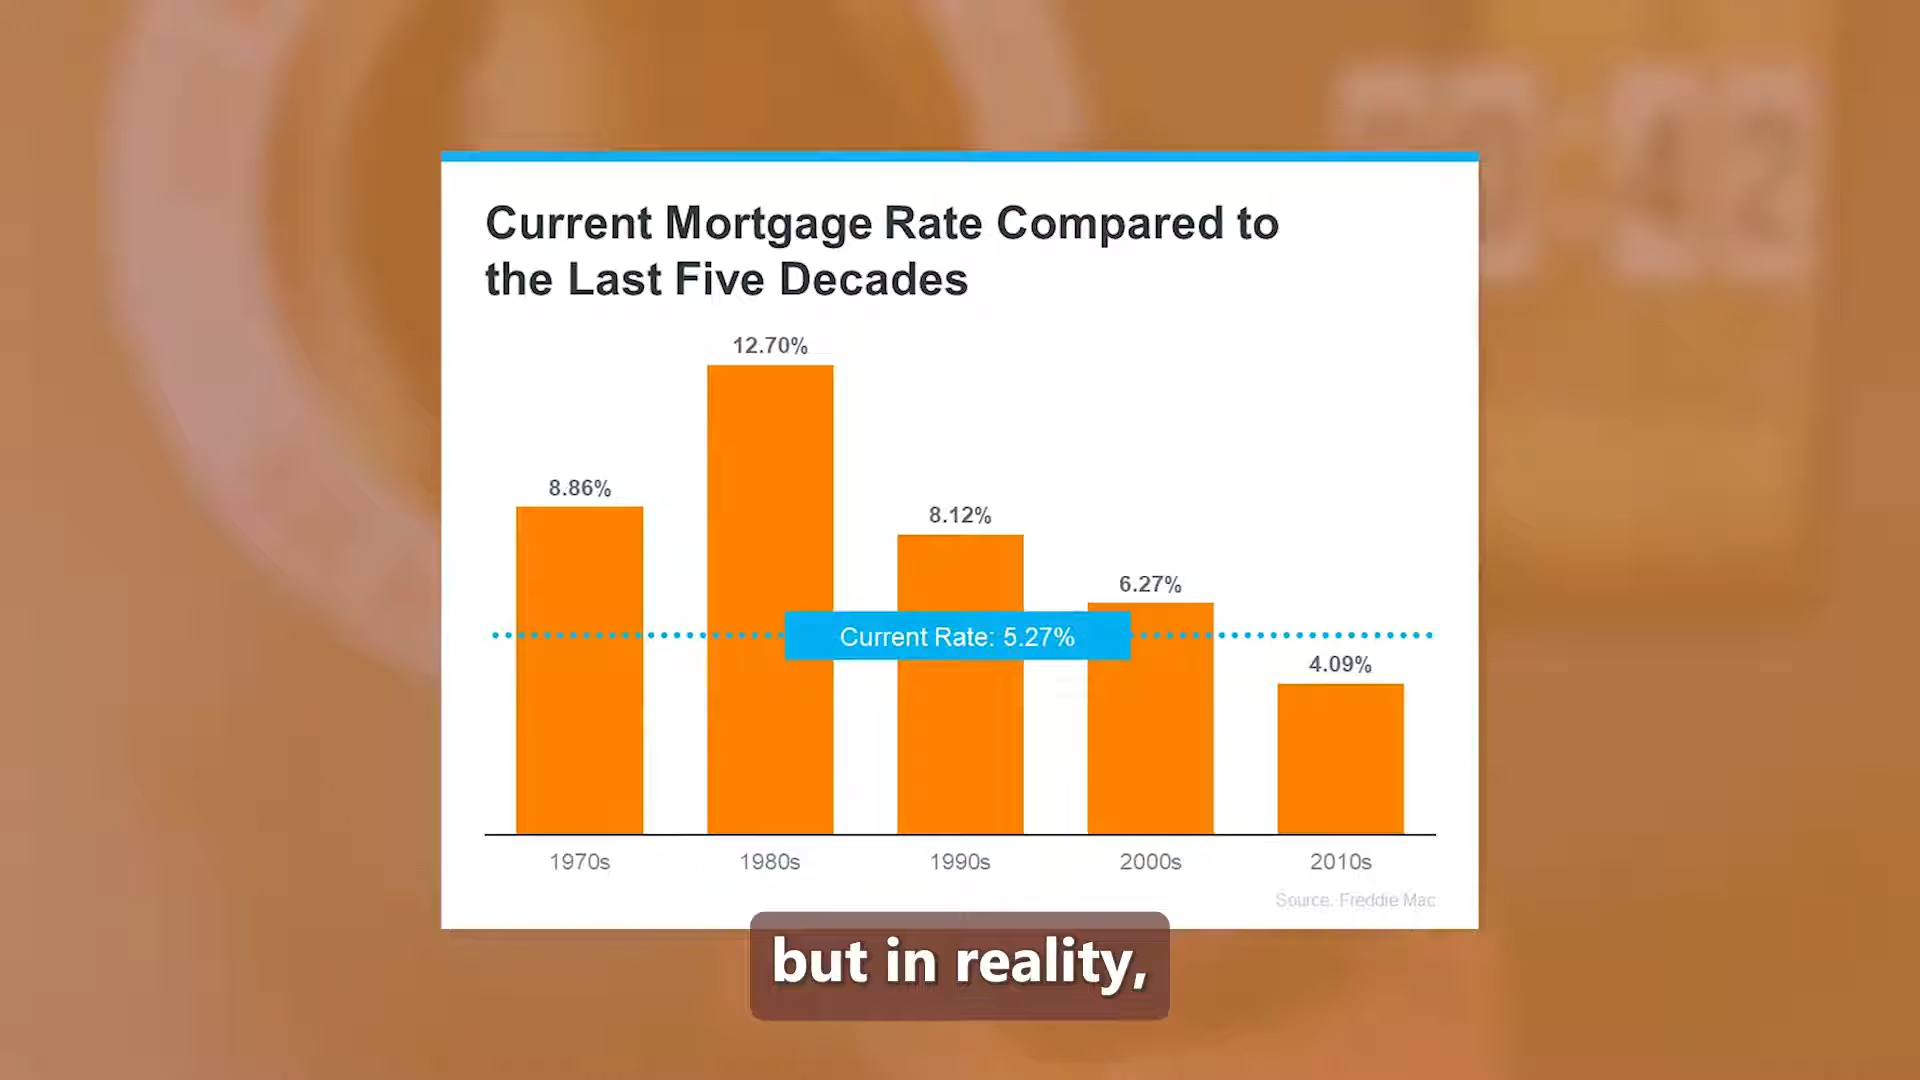 Current Mortgage Rate Compared to
the Last Five Decades
12.70%
8.86%
8.12%
6.27%
Current Rate: 5.27%
4.09%
1970s 1980s 1990s 2000s 2010s
Source: Freddie Mac
but in reality,